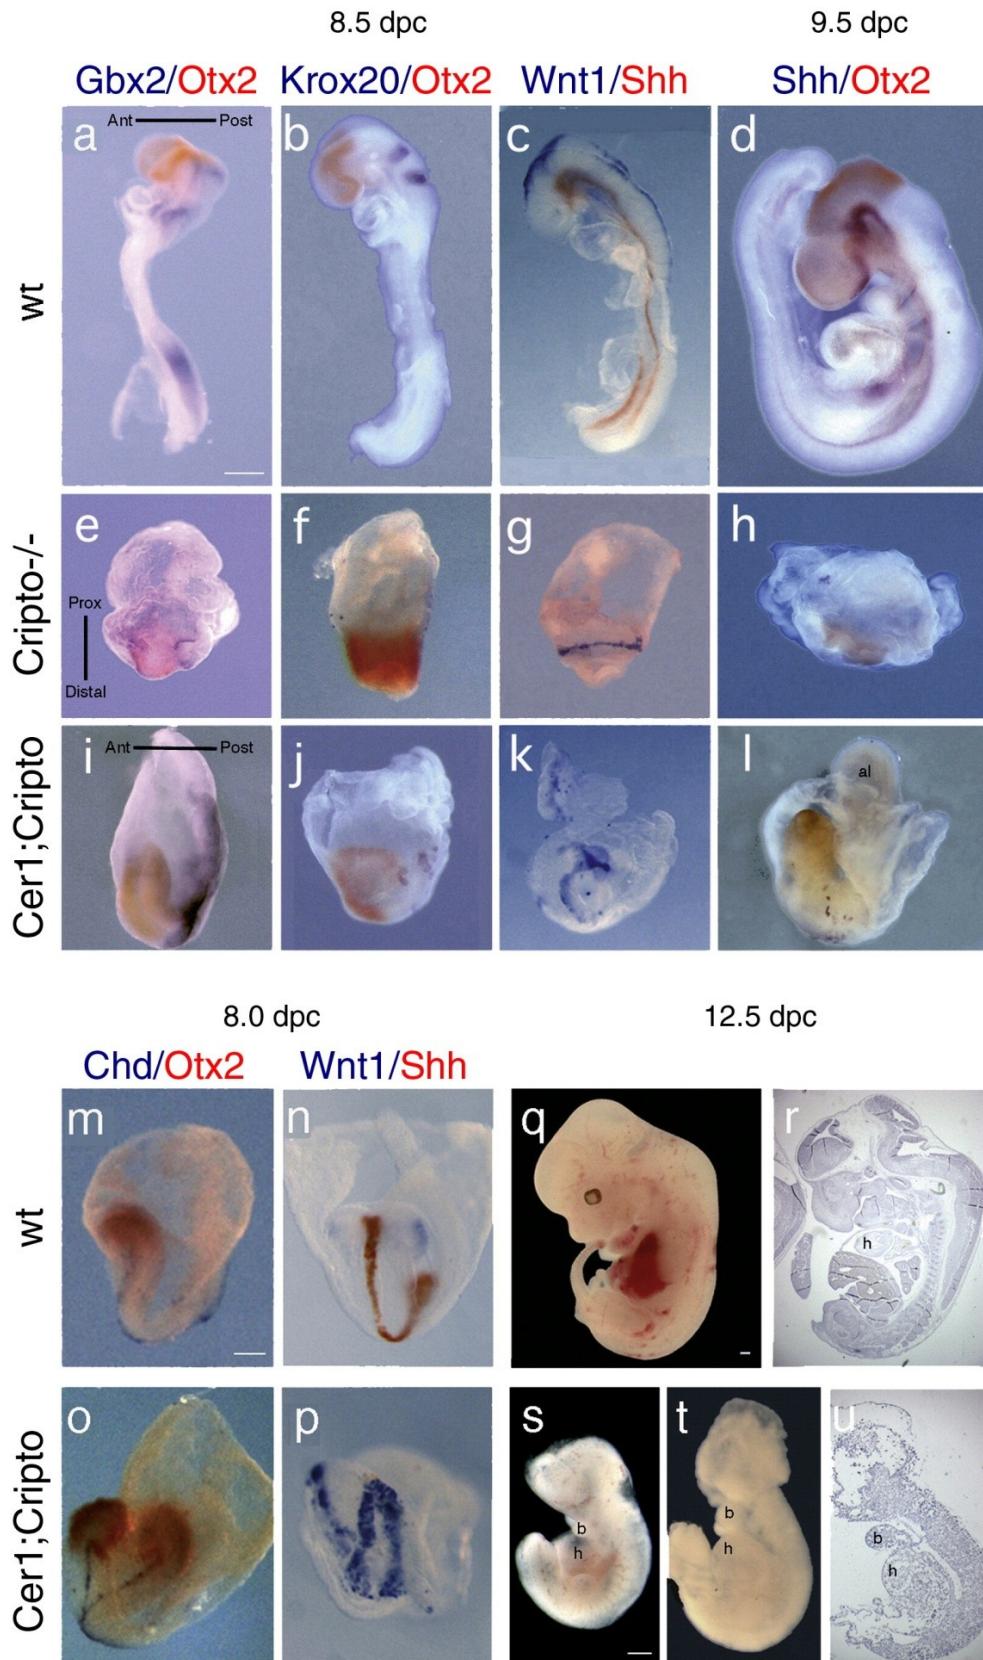 8.5 dpc 9.5 dpc
Gbx2/Otx2 Krox20/Otx2 Wnt1/Shh Shh/Otx2
wt
a Ant Post b c d
Cripto-/-
e Prox Distal f g h
Cer1;Cripto
i Ant Post j k l al
8.0 dpc 12.5 dpc
Chd/Otx2 Wnt1/Shh
wt
m n q r h
Cer1;Cripto
o p s b h t b h u b h